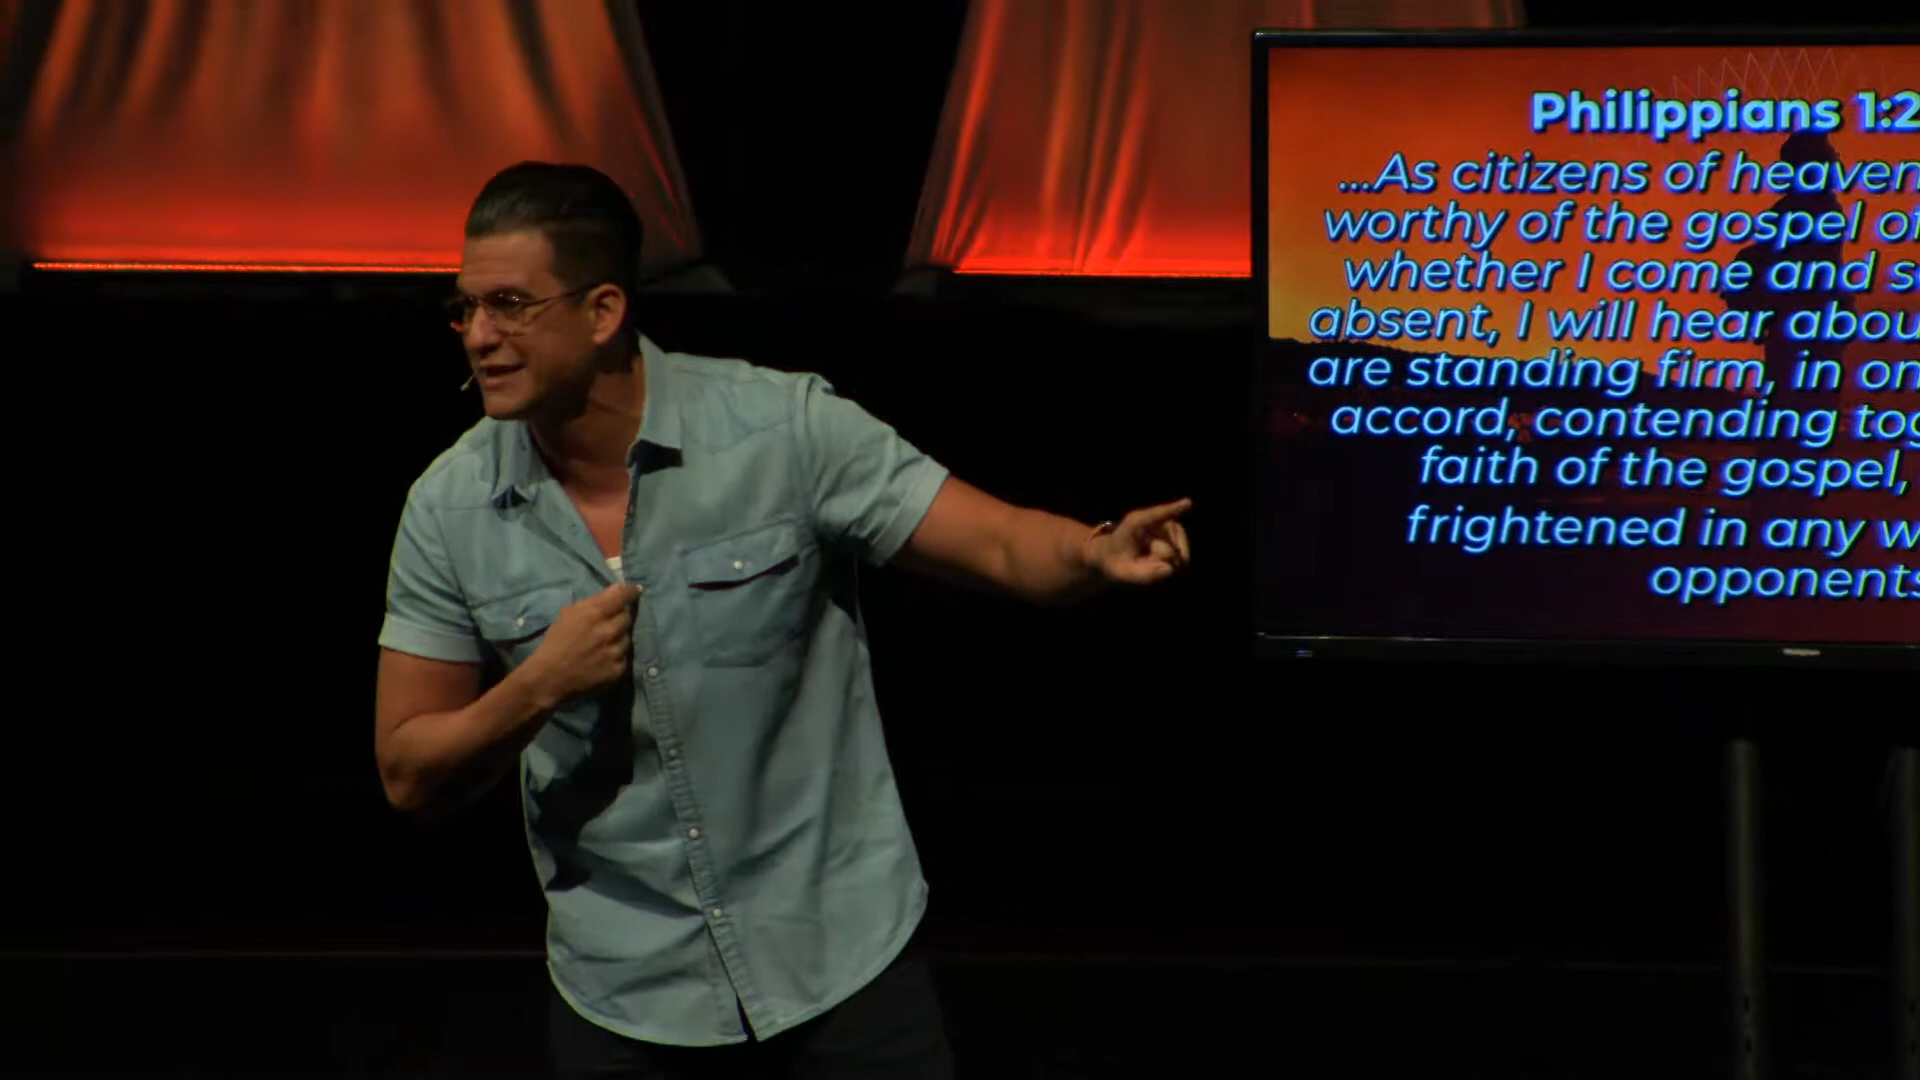 Philippians 1:2
...As citizens of heaven
worthy of the gospel of
whether I come and s
absent, I will hear abou
are standing firm, in on
accord, contending tog
faith of the gospel,
frightened in any w
opponents